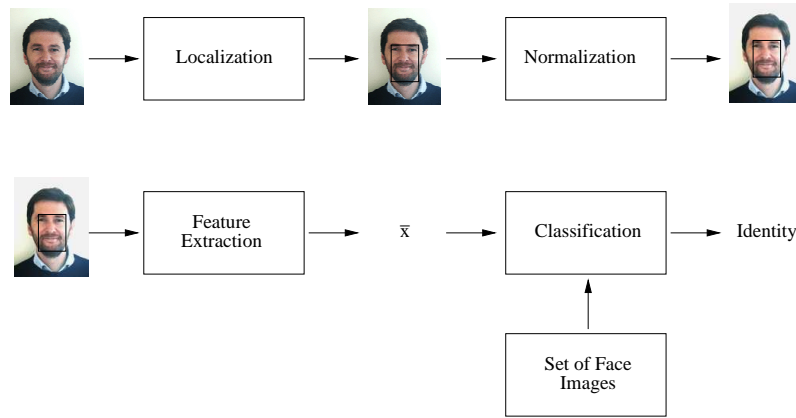 Localization
Normalization
Feature
Extraction
x̅
Classification
Identity
Set of Face
Images